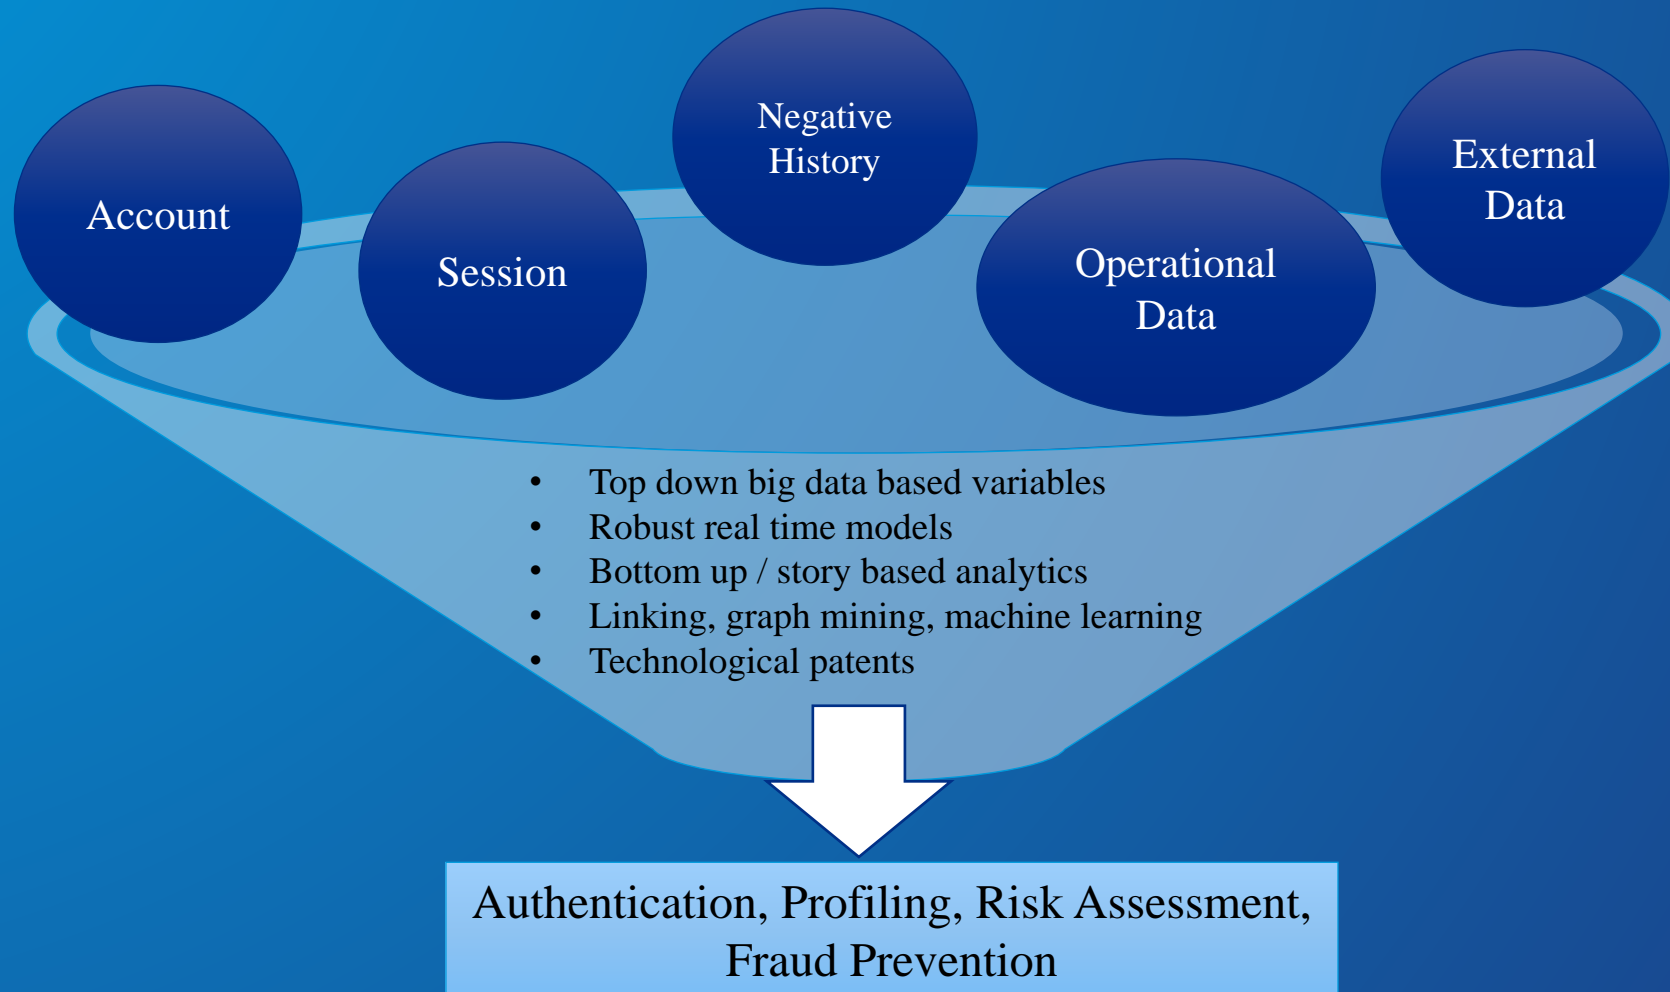 Negative
History
External
Data
Account
Session
Operational
Data
• Top down big data based variables
• Robust real time models
• Bottom up / story based analytics
• Linking, graph mining, machine learning
• Technological patents
Authentication, Profiling, Risk Assessment,
Fraud Prevention